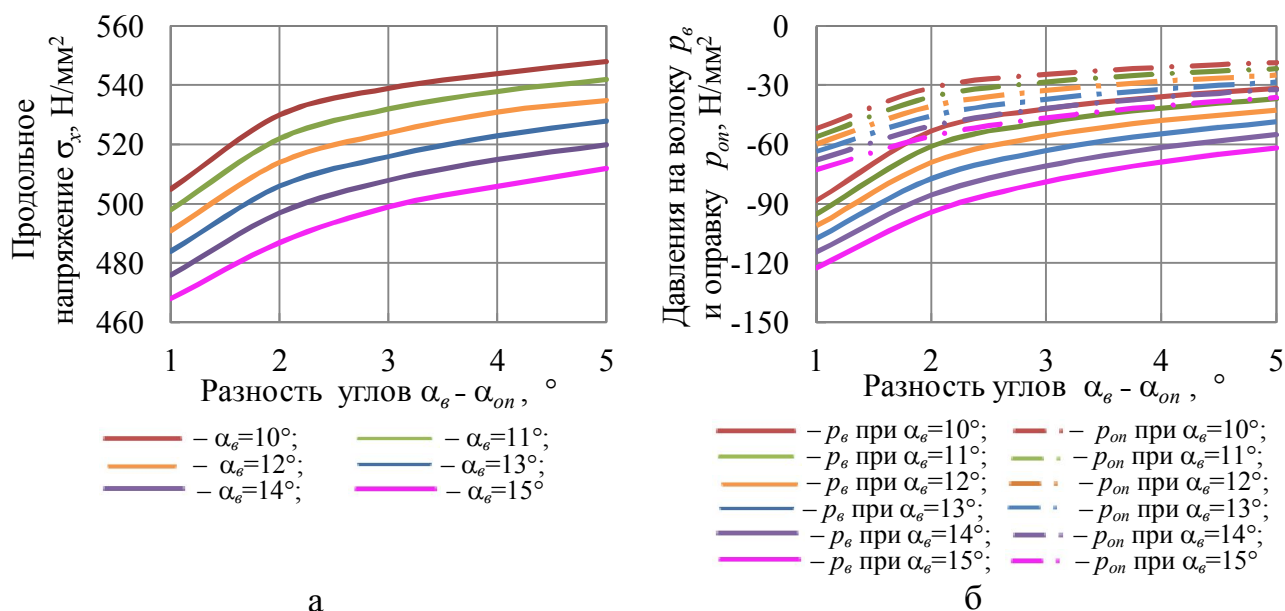 Продольное
напряжение σx, Н/мм²
560
540
520
500
480
460
1 2 3 4 5
Разность углов αв - αоп , °
– αв=10°; – αв=11°;
– αв=12°; – αв=13°;
– αв=14°; – αв=15°
а
Давления на волоку pв
и оправку pоп, Н/мм²
0
-30
-60
-90
-120
-150
1 2 3 4 5
Разность углов αв - αоп , °
– pв при αв=10°; – pоп при αв=10°;
– pв при αв=11°; – pоп при αв=11°;
– pв при αв=12°; – pоп при αв=12°;
– pв при αв=13°; – pоп при αв=13°;
– pв при αв=14°; – pоп при αв=14°;
– pв при αв=15°; – pоп при αв=15°
б